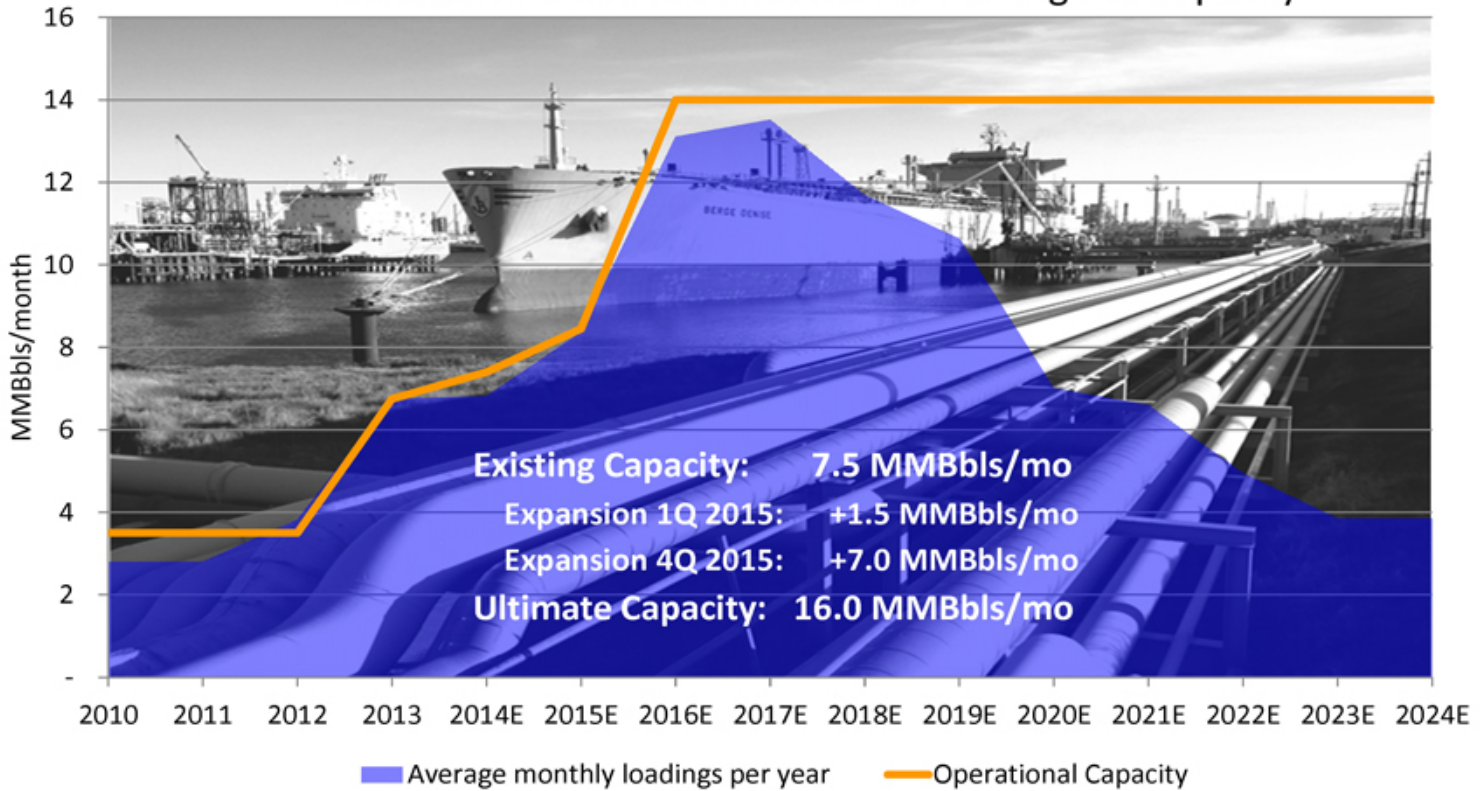 16
14
12
10
8
6
4
2
-
MMBbls/month
BERGE DENISE
Existing Capacity: 7.5 MMBbls/mo
Expansion 1Q 2015: +1.5 MMBbls/mo
Expansion 4Q 2015: +7.0 MMBbls/mo
Ultimate Capacity: 16.0 MMBbls/mo
2010 2011 2012 2013 2014E 2015E 2016E 2017E 2018E 2019E 2020E 2021E 2022E 2023E 2024E
Average monthly loadings per year Operational Capacity